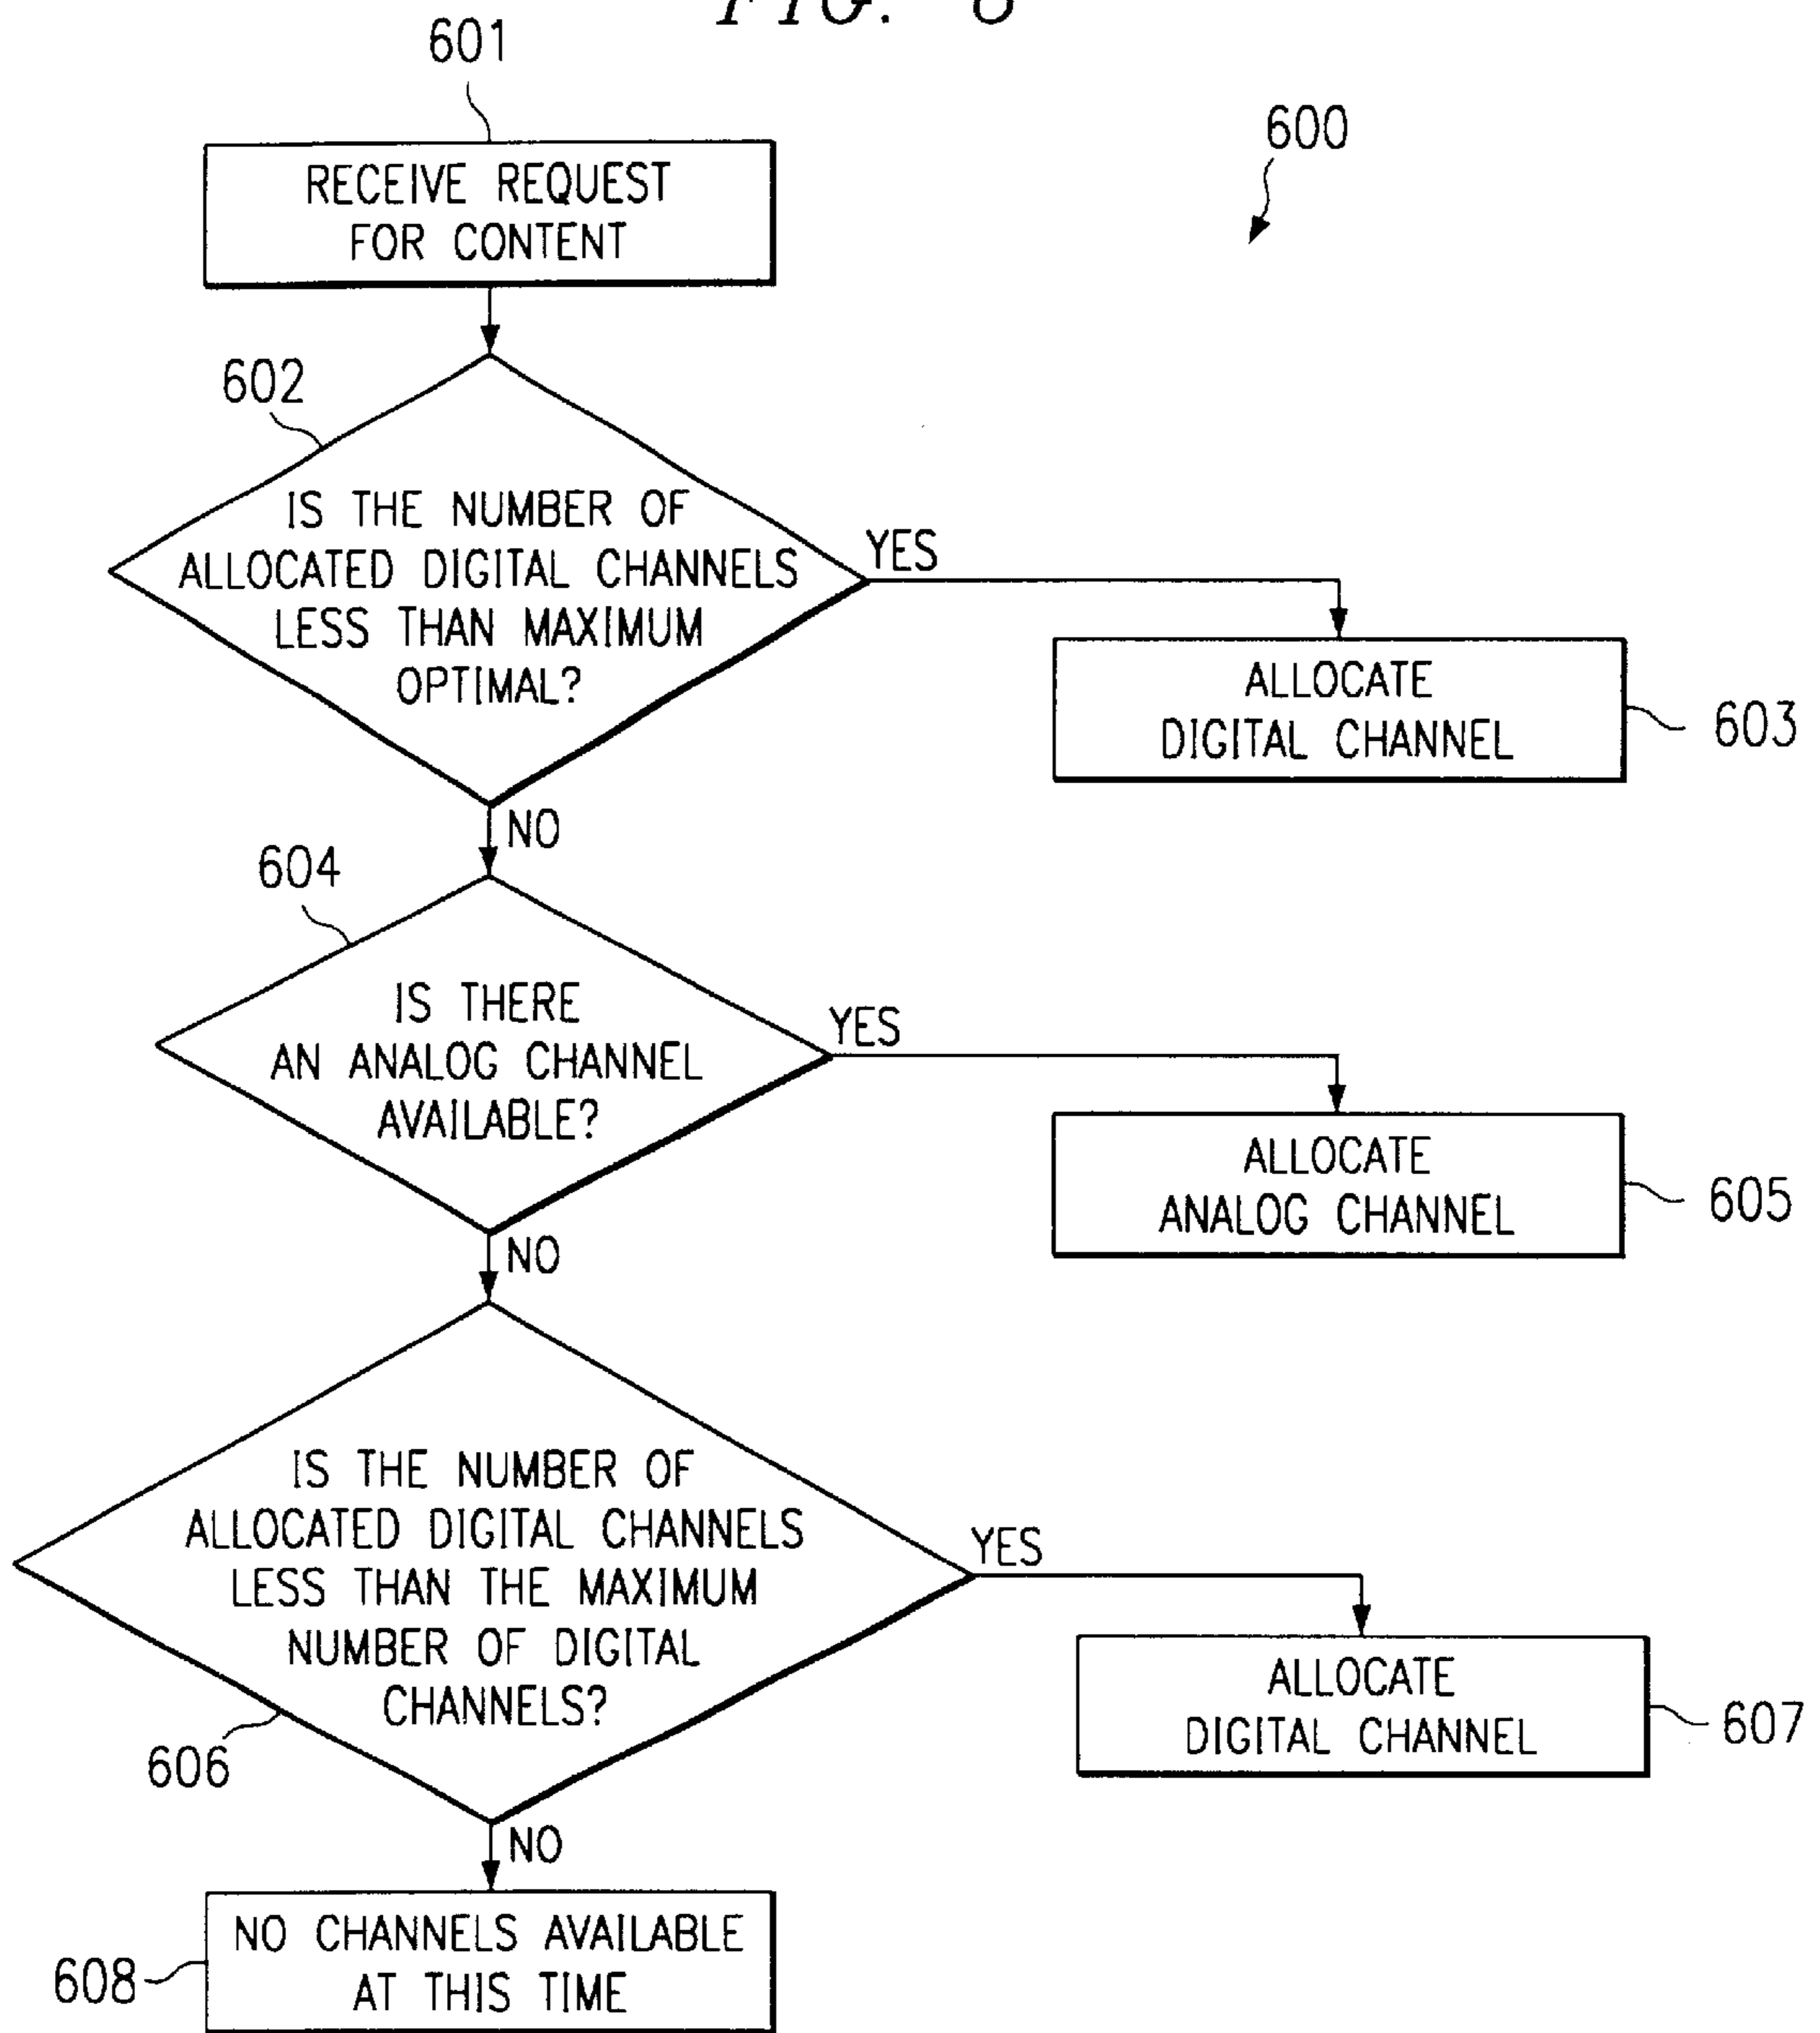 FIG. 6
601
600
RECEIVE REQUEST
FOR CONTENT
602
IS THE NUMBER OF
ALLOCATED DIGITAL CHANNELS
LESS THAN MAXIMUM
OPTIMAL?
YES
ALLOCATE
DIGITAL CHANNEL
603
NO
604
IS THERE
AN ANALOG CHANNEL
AVAILABLE?
YES
ALLOCATE
ANALOG CHANNEL
605
NO
IS THE NUMBER OF
ALLOCATED DIGITAL CHANNELS
LESS THAN THE MAXIMUM
NUMBER OF DIGITAL
CHANNELS?
YES
ALLOCATE
DIGITAL CHANNEL
607
606
NO
NO CHANNELS AVAILABLE
AT THIS TIME
608